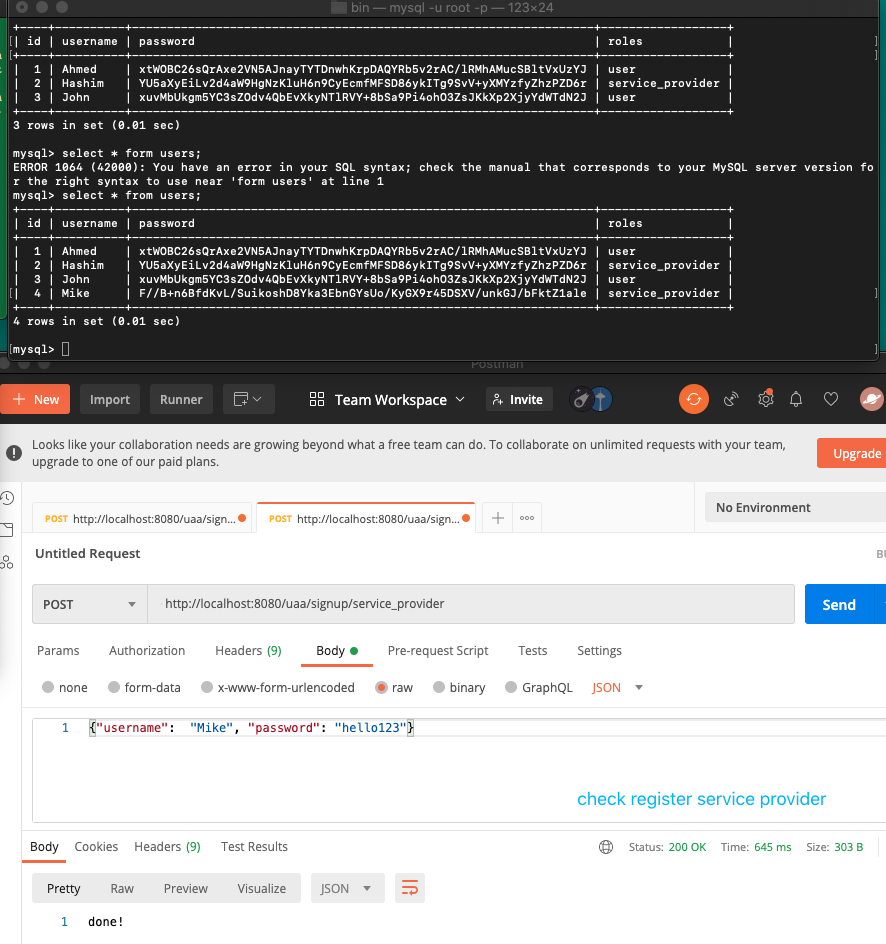 bin — mysql -u root -p — 123×24
| id | username | password | roles |
| 1 | Ahmed | xtWOBC26sQrAxe2VN5AJnayTYTDnwhKrpDAQYRb5v2rAC/lRMhAMucSBltVxUzYJ | user |
| 2 | Hashim | YU5aXyEiLv2d4aW9HgNzKluH6n9CyEcmfMFSD86ykITg9SvV+yXMYzfyZhzPZD6r | service_provider |
| 3 | John | xuvMbUkgm5YC3sZOdv4QbEvXkyNTlRVY+8bSa9Pi4ohO3ZsJKkXp2XjyYdWTdN2J | user |
3 rows in set (0.01 sec)
mysql> select * form users;
ERROR 1064 (42000): You have an error in your SQL syntax; check the manual that corresponds to your MySQL server version fo
r the right syntax to use near 'form users' at line 1
mysql> select * from users;
| id | username | password | roles |
| 1 | Ahmed | xtWOBC26sQrAxe2VN5AJnayTYTDnwhKrpDAQYRb5v2rAC/lRMhAMucSBltVxUzYJ | user |
| 2 | Hashim | YU5aXyEiLv2d4aW9HgNzKluH6n9CyEcmfMFSD86ykITg9SvV+yXMYzfyZhzPZD6r | service_provider |
| 3 | John | xuvMbUkgm5YC3sZOdv4QbEvXkyNTlRVY+8bSa9Pi4ohO3ZsJKkXp2XjyYdWTdN2J | user |
| 4 | Mike | F//B+n6BfdKvL/SuikoshD8Yka3EbnGYsUo/KyGX9r45DSXV/unkGJ/bFktZ1ale | service_provider |
4 rows in set (0.01 sec)
mysql>
Postman
+ New Import Runner Team Workspace Invite
Looks like your collaboration needs are growing beyond what a free team can do. To collaborate on unlimited requests with your team,
upgrade to one of our paid plans.
Upgrade
POST http://localhost:8080/uaa/sign... POST http://localhost:8080/uaa/sign... No Environment
Untitled Request
POST http://localhost:8080/uaa/signup/service_provider Send
Params Authorization Headers (9) Body Pre-request Script Tests Settings
none form-data x-www-form-urlencoded raw binary GraphQL JSON
1 {"username": "Mike", "password": "hello123"}
check register service provider
Body Cookies Headers (9) Test Results Status: 200 OK Time: 645 ms Size: 303 B
Pretty Raw Preview Visualize JSON
1 done!